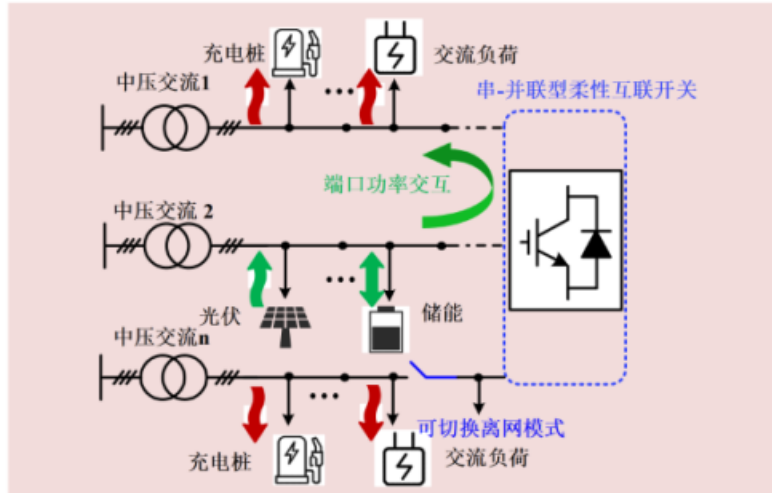 充电桩
交流负荷
中压交流1
串-并联型柔性互联开关
...
端口功率交互
中压交流 2
...
光伏
储能
中压交流n
...
可切换离网模式
充电桩
交流负荷